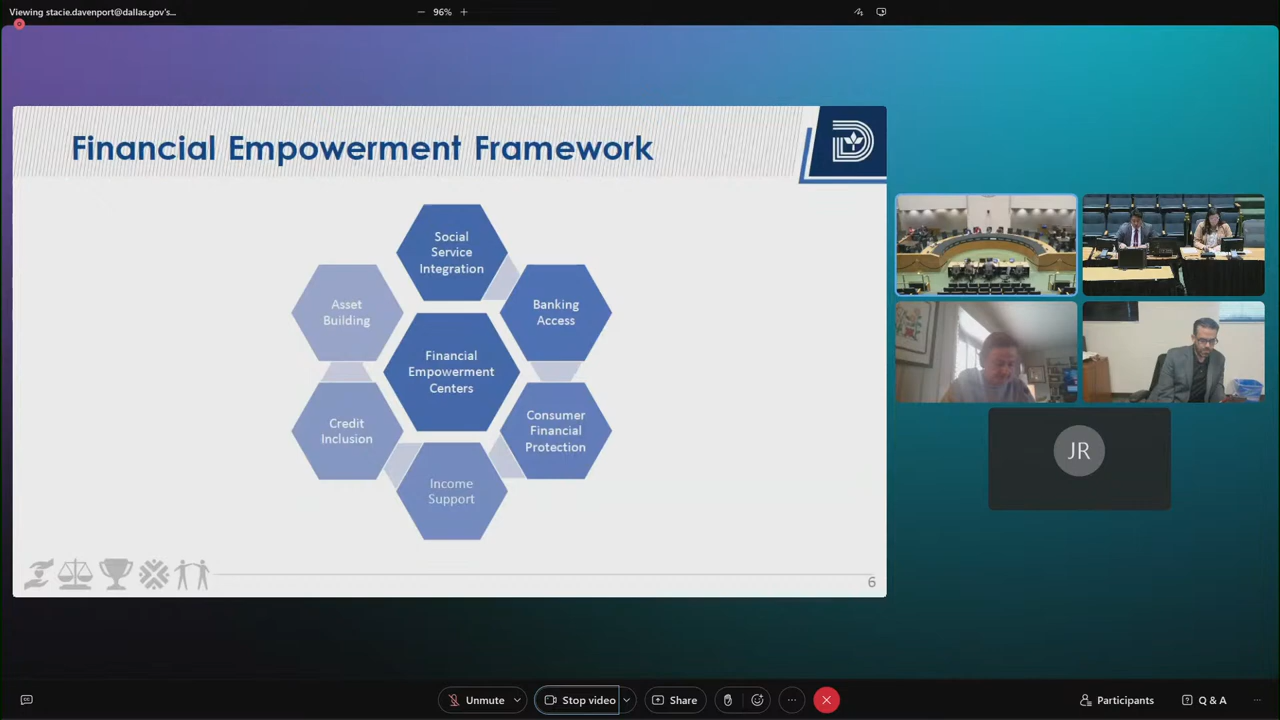 Viewing stacie.davenport@dallas.gov's...
96%
Financial Empowerment Framework
Social
Service
Integration
Banking
Access
Consumer
Financial
Protection
Income
Support
Credit
Inclusion
Asset
Building
Financial
Empowerment
Centers
6
JR
Unmute
Stop video
Share
Participants
Q & A